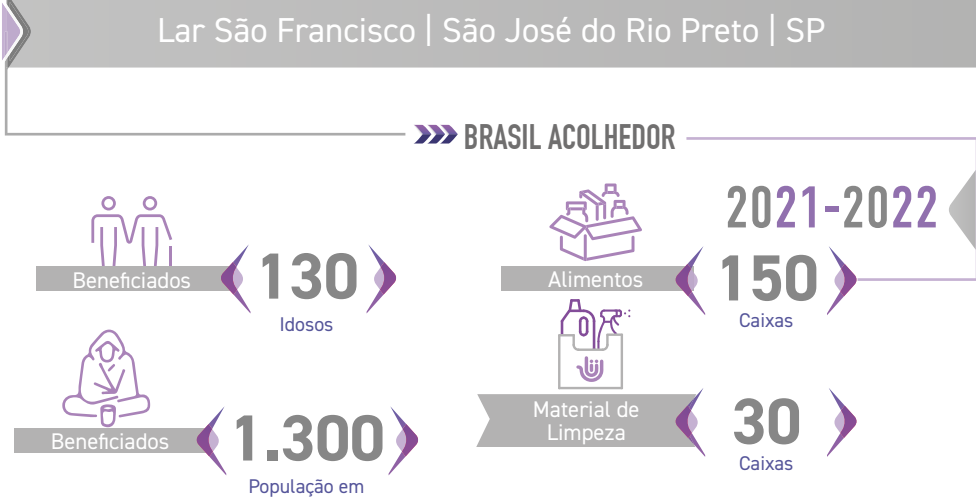 Lar São Francisco | São José do Rio Preto | SP
BRASIL ACOLHEDOR
2021-2022
Beneficiados
130
Idosos
Alimentos
150
Caixas
Beneficiados
1.300
População em
Material de
Limpeza
30
Caixas